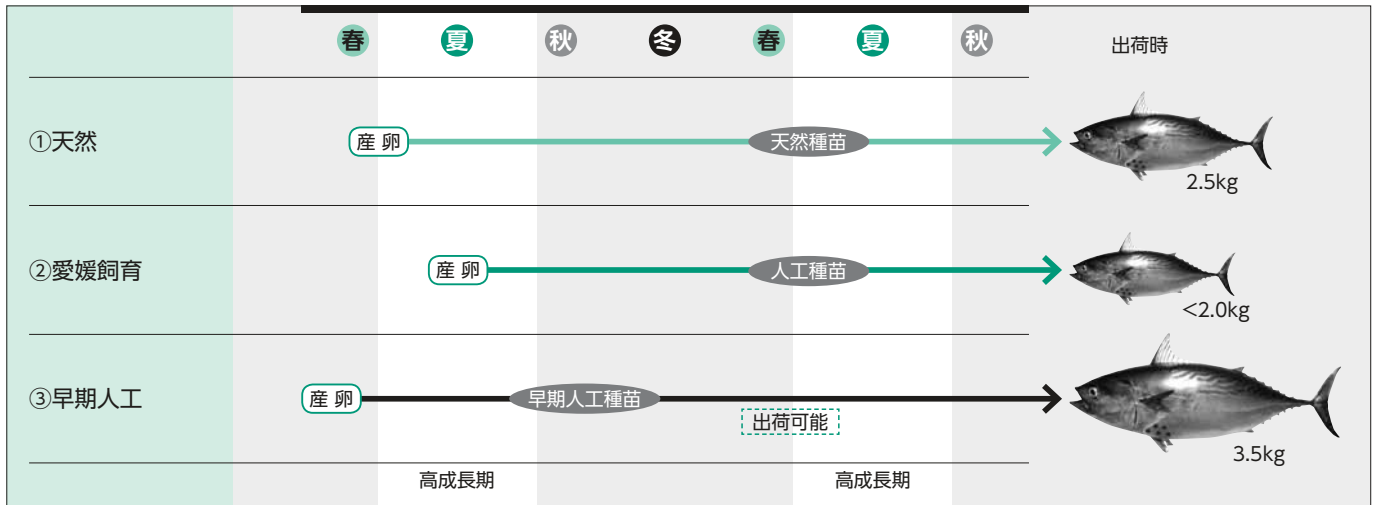 春 夏 秋 冬 春 夏 秋 出荷時
①天然 産卵 天然種苗
2.5kg
②愛媛飼育 産卵 人工種苗
<2.0kg
③早期人工 産卵 早期人工種苗
出荷可能
3.5kg
高成長期 高成長期